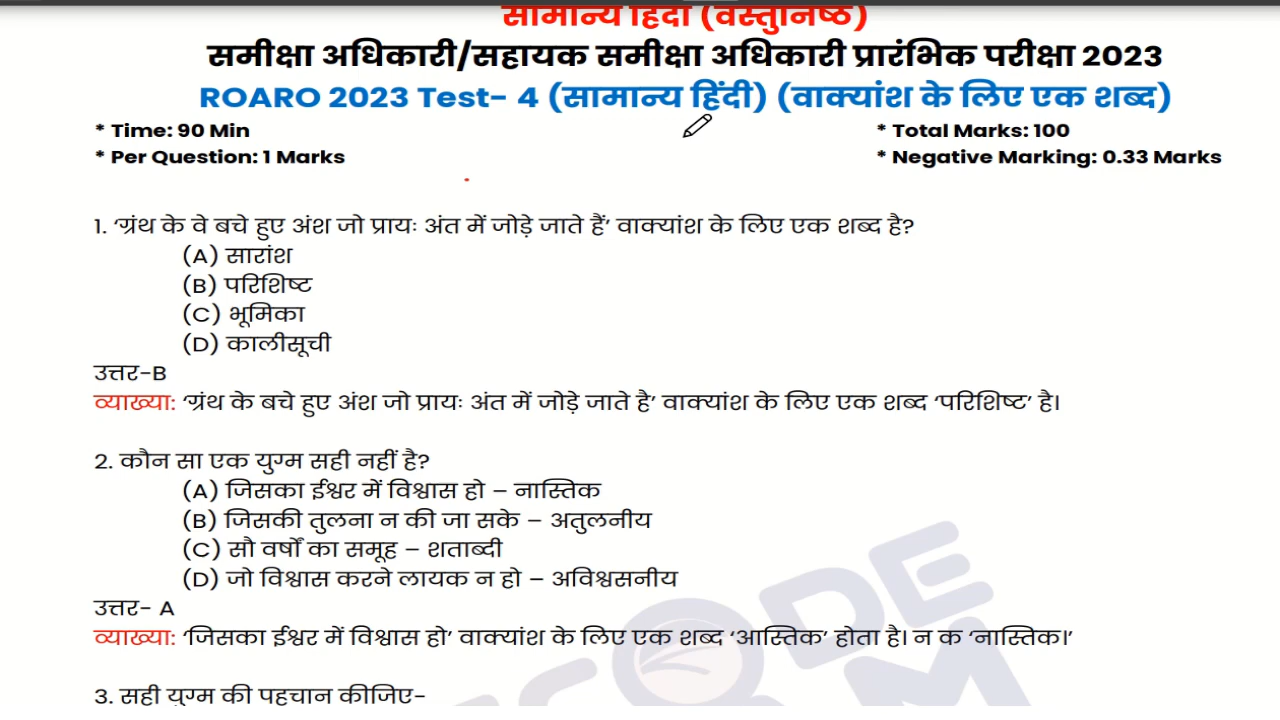 सामान्य हिंदी (वस्तुनिष्ठ)
समीक्षा अधिकारी/सहायक समीक्षा अधिकारी प्रारंभिक परीक्षा 2023
ROARO 2023 Test- 4 (सामान्य हिंदी) (वाक्यांश के लिए एक शब्द)
* Time: 90 Min
* Total Marks: 100
* Per Question: 1 Marks
* Negative Marking: 0.33 Marks
1. ‘ग्रंथ के वे बचे हुए अंश जो प्रायः अंत में जोड़े जाते हैं’ वाक्यांश के लिए एक शब्द है?
(A) सारांश
(B) परिशिष्ट
(C) भूमिका
(D) कालीसूची
उत्तर-B
व्याख्या: ‘ग्रंथ के बचे हुए अंश जो प्रायः अंत में जोड़े जाते है’ वाक्यांश के लिए एक शब्द ‘परिशिष्ट’ है।
2. कौन सा एक युग्म सही नहीं है?
(A) जिसका ईश्वर में विश्वास हो – नास्तिक
(B) जिसकी तुलना न की जा सके – अतुलनीय
(C) सौ वर्षों का समूह – शताब्दी
(D) जो विश्वास करने लायक न हो – अविश्वसनीय
उत्तर- A
व्याख्या: ‘जिसका ईश्वर में विश्वास हो’ वाक्यांश के लिए एक शब्द ‘आस्तिक’ होता है। न क ‘नास्तिक।’
3. सही युग्म की पहचान कीजिए-